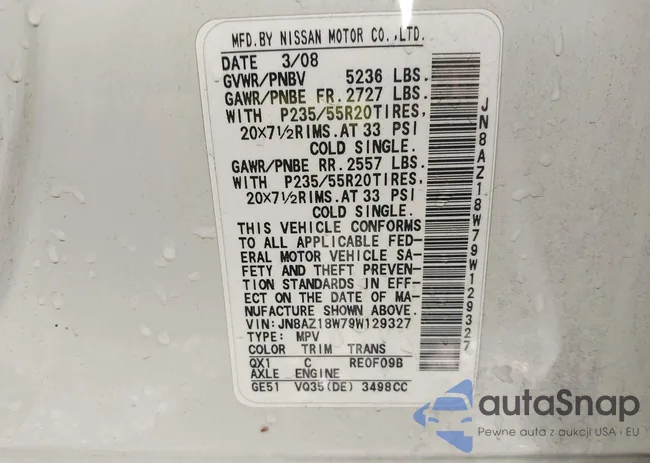 MFD.BY NISSAN MOTOR CO.,LTD.
DATE 3/08
GVWR/PNBV 5236 LBS.
GAWR/PNBE FR.2727 LBS.
WITH P235/55R20TIRES,
20X7½RIMS.AT 33 PSI
COLD SINGLE.
GAWR/PNBE RR.2557 LBS.
WITH P235/55R20TIRES,
20X7½RIMS.AT 33 PSI
COLD SINGLE.
THIS VEHICLE CONFORMS
TO ALL APPLICABLE FED-
ERAL MOTOR VEHICLE SA-
FETY AND THEFT PREVEN-
TION STANDARDS IN EFF-
ECT ON THE DATE OF MA-
NUFACTURE SHOWN ABOVE.
VIN:JN8AZ18W79W129327
TYPE: MPV
COLOR TRIM TRANS
QX1 C RE0F09B
AXLE ENGINE
GE51 VQ35(DE) 3498CC
JN8AZ18W79W129327
autaSnap
Pewne auta z aukcji USA i EU